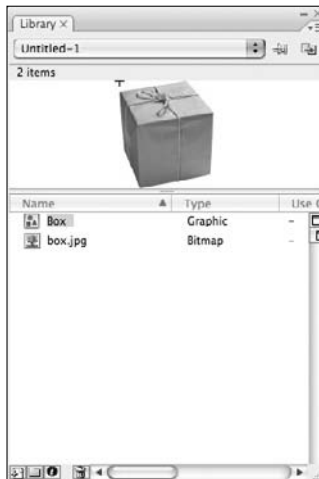 Library ×
Untitled-1
2 items
Name Type Use
Box Graphic -
box.jpg Bitmap -